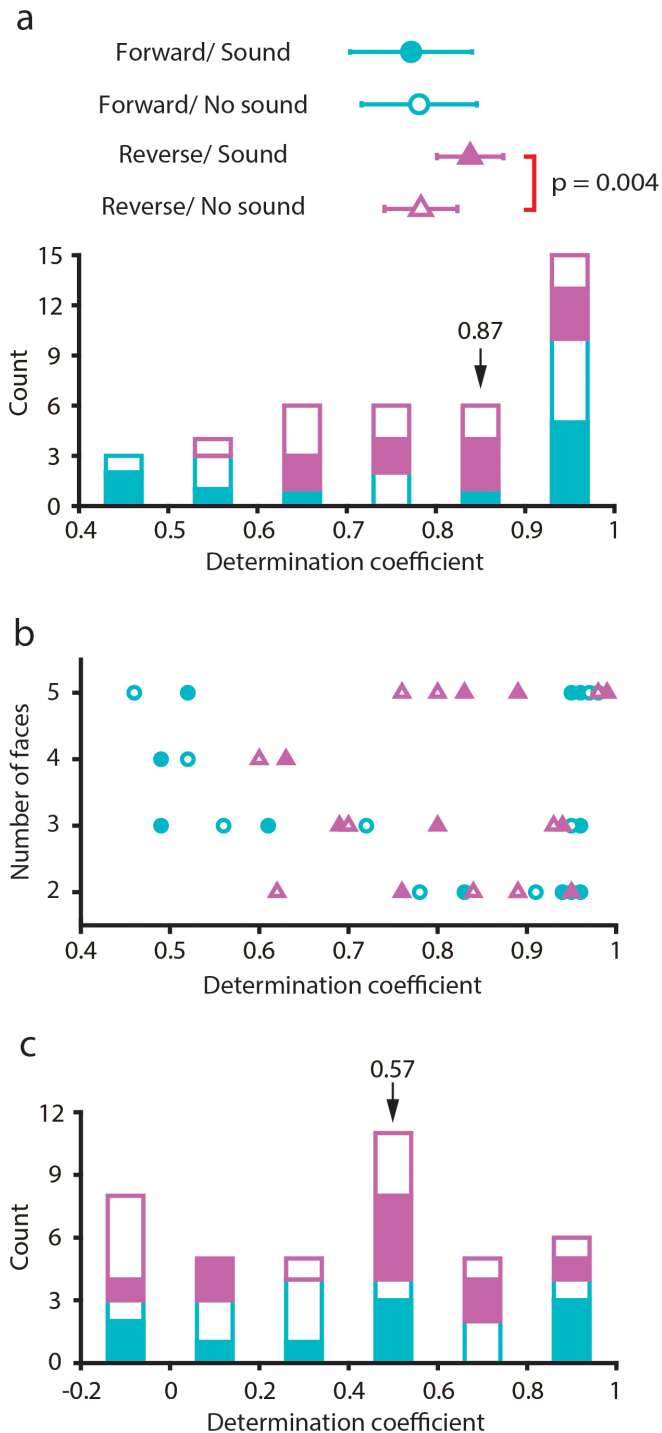 a
Forward/ Sound
Forward/ No sound
Reverse/ Sound
Reverse/ No sound
p = 0.004
15
12
9
6
3
0
Count
0.87
0.4 0.5 0.6 0.7 0.8 0.9 1
Determination coefficient
b
5
4
3
2
Number of faces
0.4 0.5 0.6 0.7 0.8 0.9 1
Determination coefficient
c
0.57
12
9
6
3
0
Count
-0.2 0 0.2 0.4 0.6 0.8 1
Determination coefficient